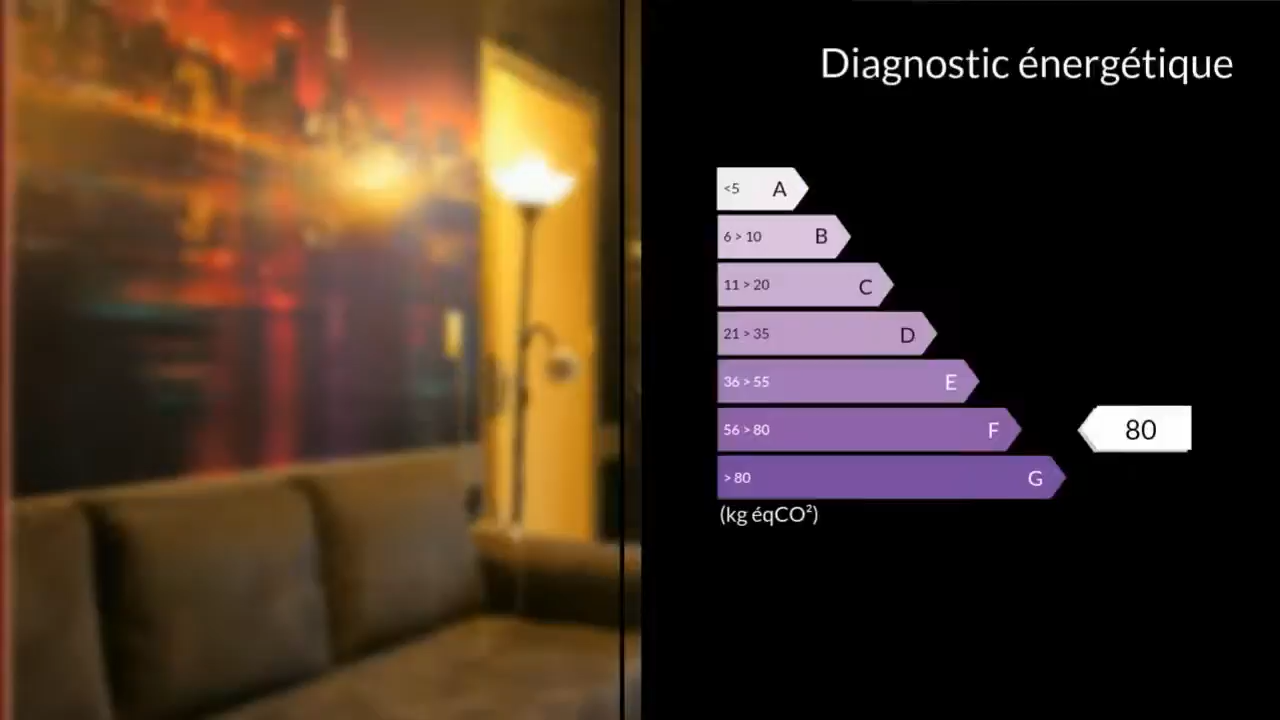 Diagnostic énergétique
<5 A
6 > 10 B
11 > 20 C
21 > 35 D
36 > 55 E
56 > 80 F
80
> 80 G
(kg éqCO²)